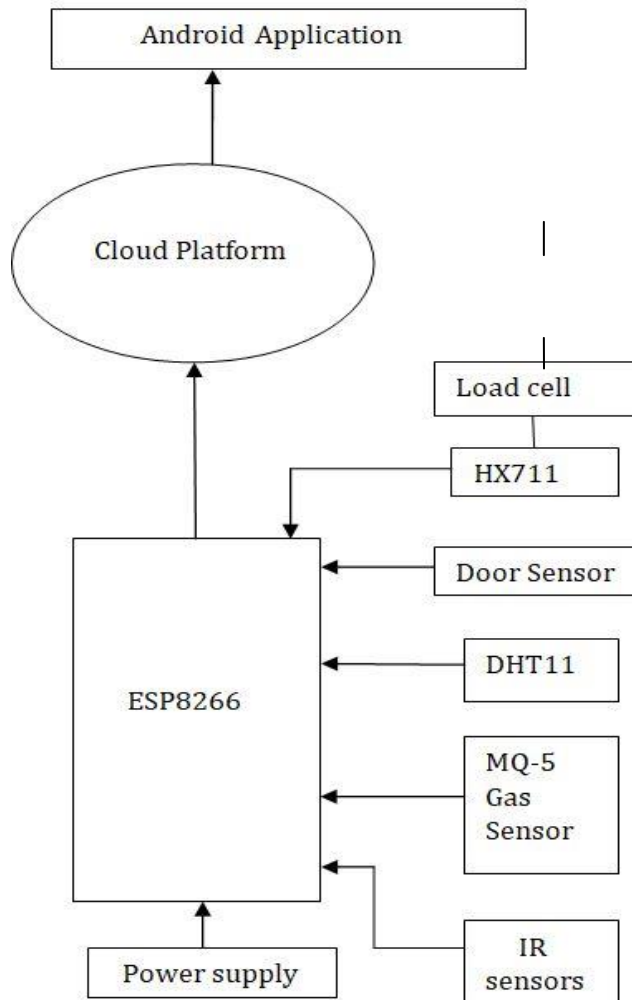 Android Application
Cloud Platform
Load cell
HX711
Door Sensor
DHT11
ESP8266
MQ-5
Gas
Sensor
IR
sensors
Power supply